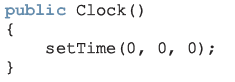 public Clock()
{
    setTime(0, 0, 0);
}